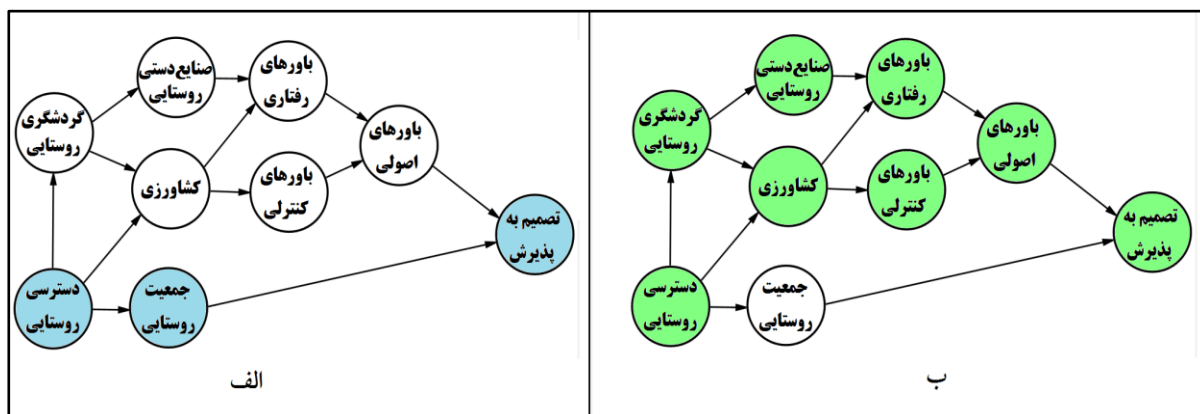 صنایع‌دستی
روستایی
باورهای
رفتاری
گردشگری
روستایی
باورهای
اصولی
کشاورزی
باورهای
کنترلی
تصمیم به
پذیرش
دسترسی
روستایی
جمعیت
روستایی
الف
صنایع‌دستی
روستایی
باورهای
رفتاری
گردشگری
روستایی
باورهای
اصولی
کشاورزی
باورهای
کنترلی
تصمیم به
پذیرش
دسترسی
روستایی
جمعیت
روستایی
ب